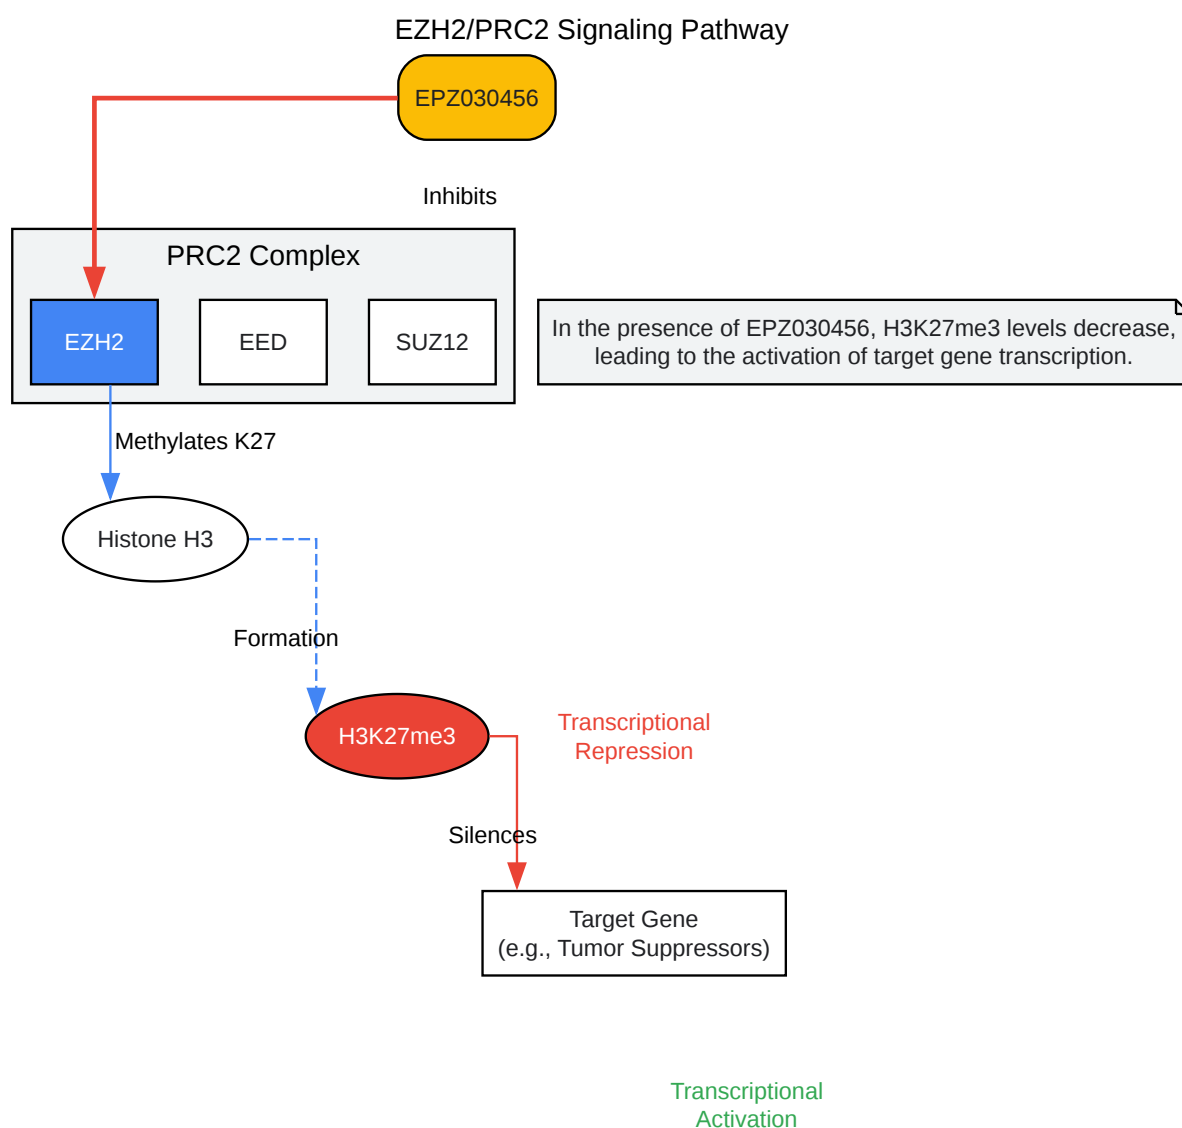 EZH2/PRC2 Signaling Pathway
EPZ030456
Inhibits
PRC2 Complex
EZH2
EED
SUZ12
In the presence of EPZ030456, H3K27me3 levels decrease,
leading to the activation of target gene transcription.
Methylates K27
Histone H3
Formation
H3K27me3
Transcriptional
Repression
Silences
Target Gene
(e.g., Tumor Suppressors)
Transcriptional
Activation